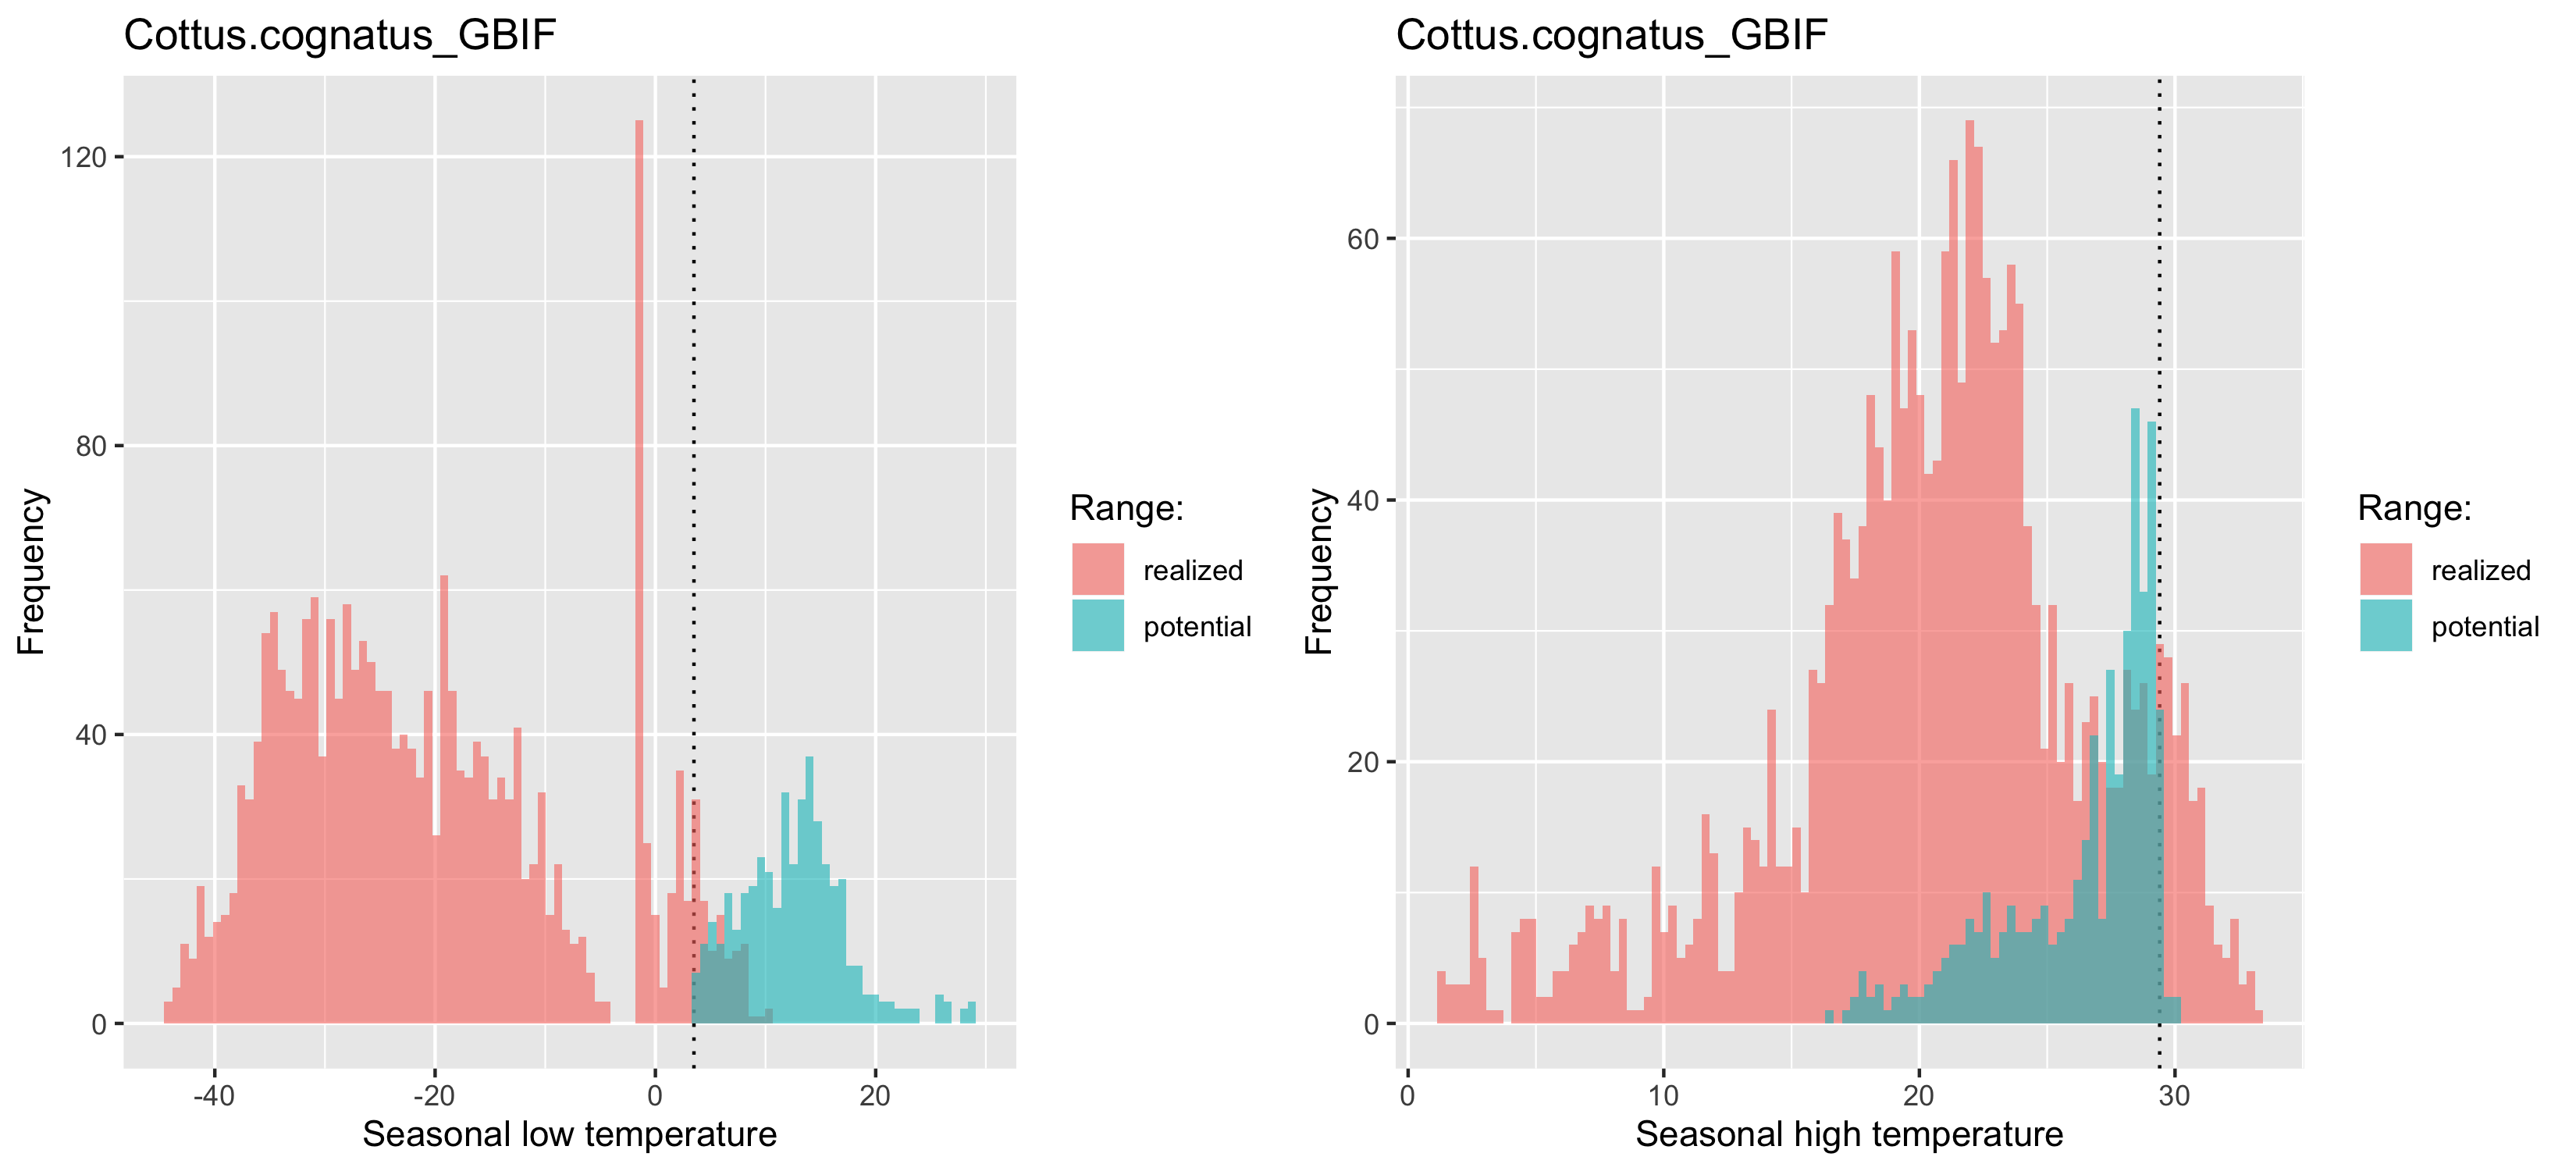 Cottus.cognatus_GBIF
120
80
40
0
Frequency
-40
-20
0
20
Seasonal low temperature
Range:
realized
potential
Cottus.cognatus_GBIF
60
40
20
0
Frequency
0
10
20
30
Seasonal high temperature
Range:
realized
potential